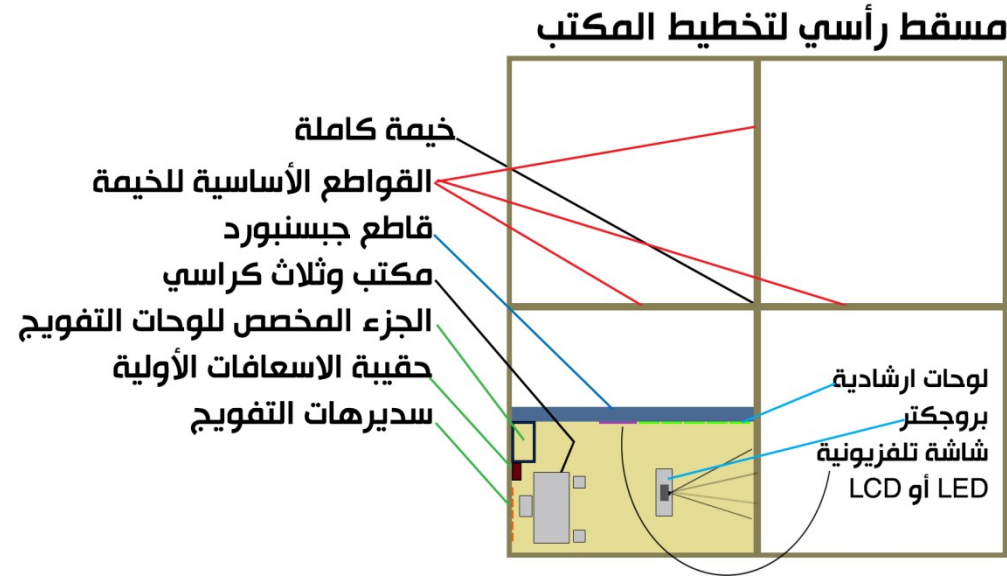 مسقط رأسي لتخطيط المكتب
خيمة كاملة
القواطع الأساسية للخيمة
قاطع جبسنبورد
مكتب وثلاث كراسي
الجزء المخصص للوحات التفويج
حقيبة الاسعافات الأولية
سديرهات التفويج
لوحات ارشادية
بروجكتر
شاشة تلفزيونية
LED أو LCD